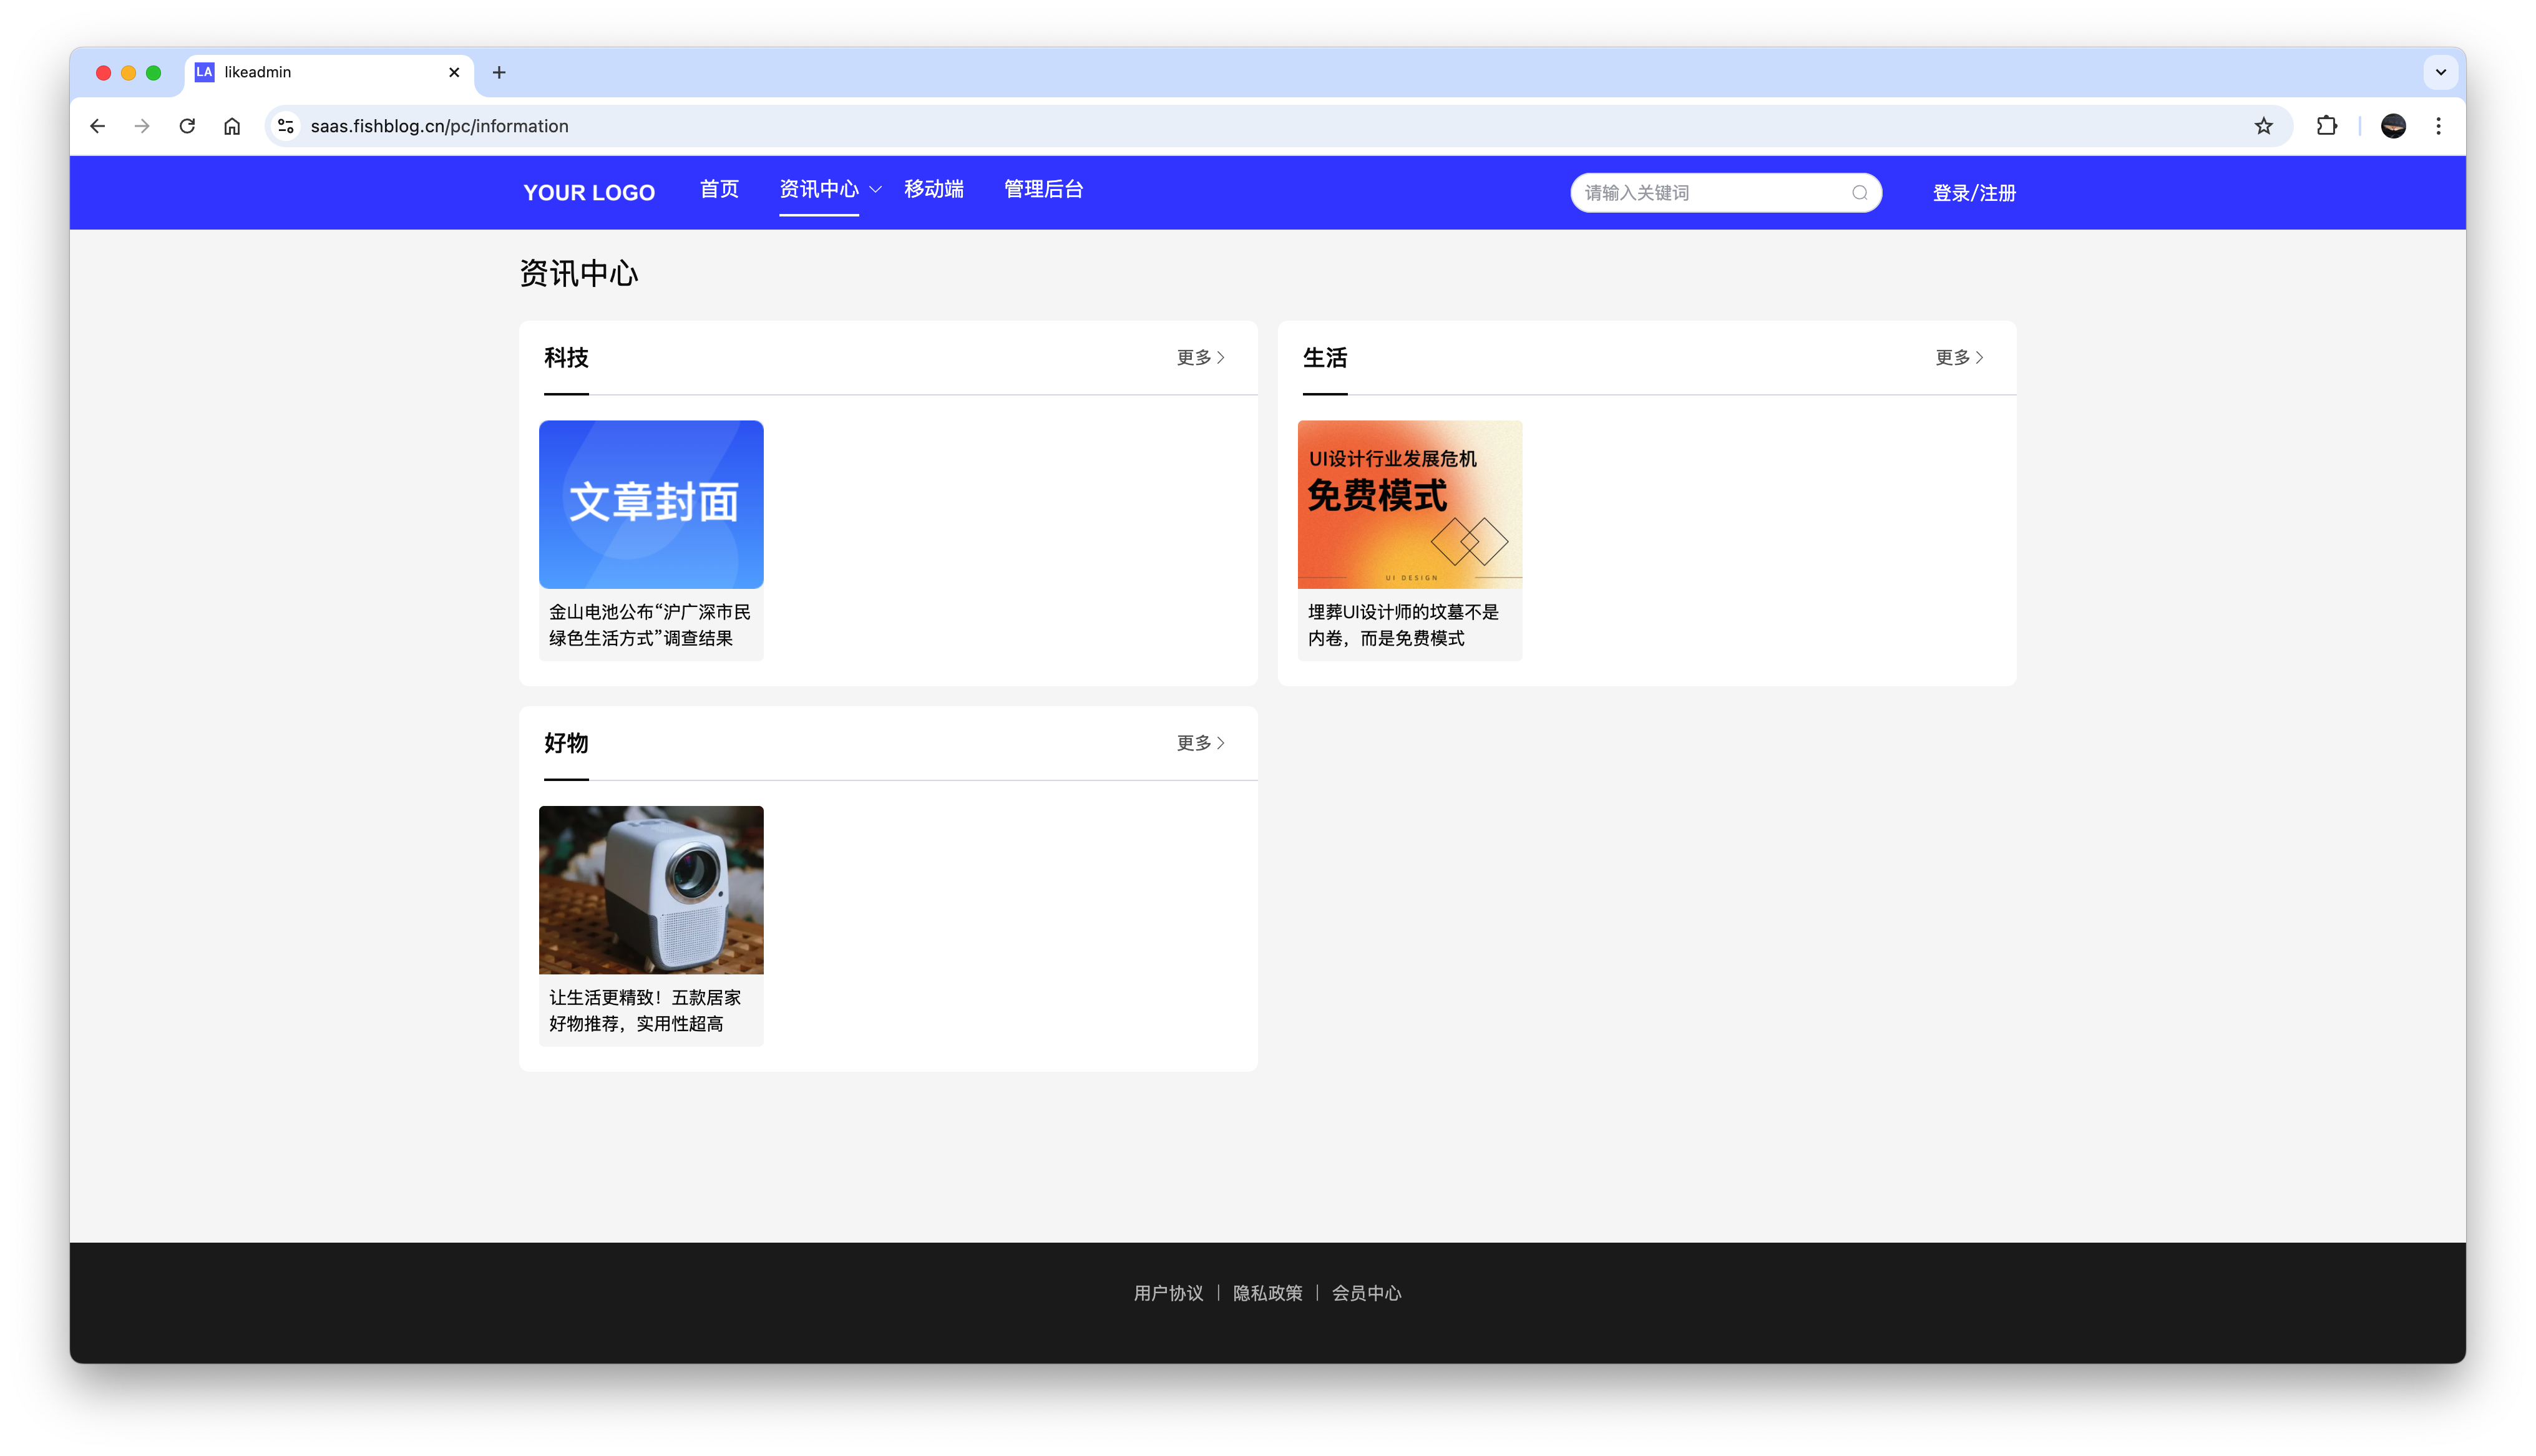 LA likeadmin
saas.fishblog.cn/pc/information
YOUR LOGO 首页 资讯中心 移动端 管理后台 请输入关键词 登录/注册
资讯中心
科技 更多
文章封面
金山电池公布“沪广深市民
绿色生活方式”调查结果
生活 更多
UI设计行业发展危机
免费模式
UI DESIGN
埋葬UI设计师的坟墓不是
内卷，而是免费模式
好物 更多
让生活更精致！五款居家
好物推荐，实用性超高
用户协议 | 隐私政策 | 会员中心